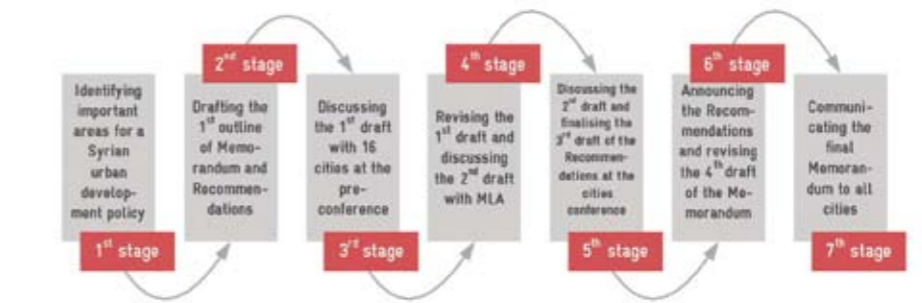 Identifying
important
areas for a
Syrian
urban
develop-
ment policy
1st stage
2nd stage
Drafting the
1st outline
of Memo-
randum and
Recommen-
dations
Discussing
the 1st draft
with 16
cities at the
pre-
conference
3rd stage
4th stage
Revising the
1st draft and
discussing
the 2nd draft
with MLA
Discussing the
2nd draft and
finalising the
3rd draft of the
Recommen-
dations at the
cities
conference
5th stage
6th stage
Announcing
the Recom-
mendations
and revising
the 4th draft
of the Me-
morandum
Communi-
cating the
final
Memoran-
dum to all
cities
7th stage